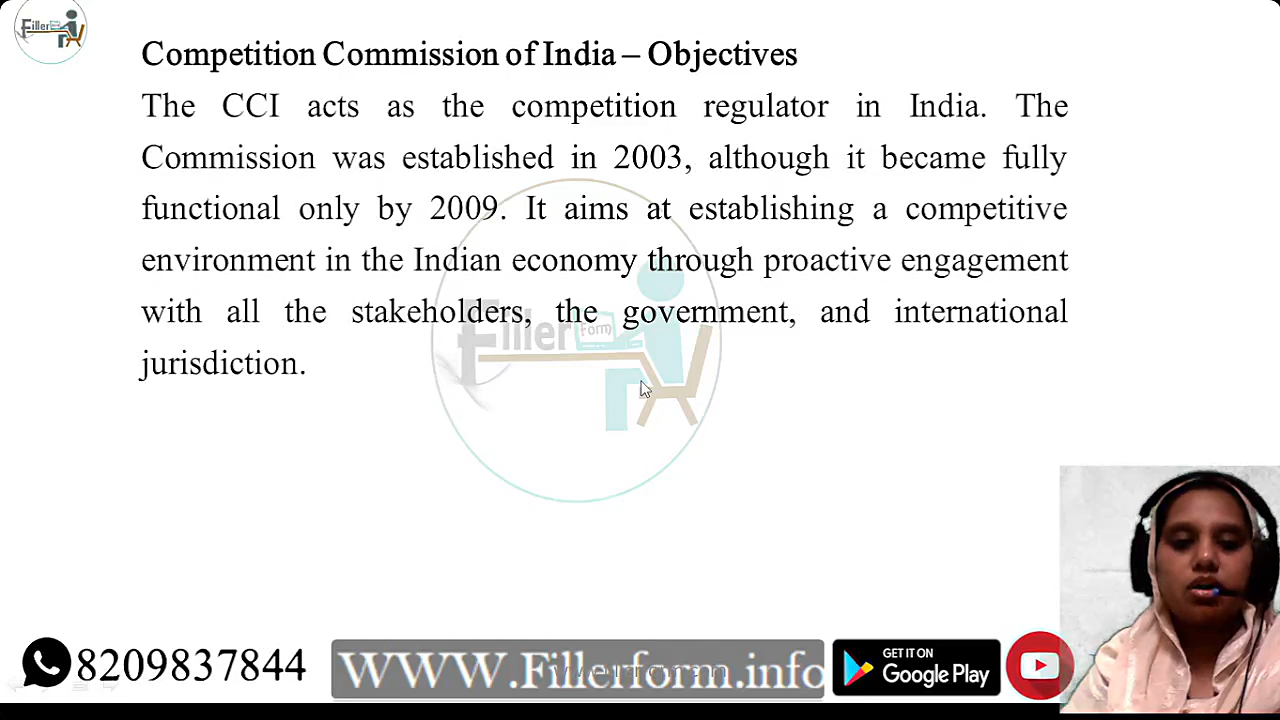 Filler
Competition Commission of India – Objectives
The CCI acts as the competition regulator in India. The
Commission was established in 2003, although it became fully
functional only by 2009. It aims at establishing a competitive
environment in the Indian economy through proactive engagement
with all the stakeholders, the government, and international
jurisdiction.
Filler Form
8209837844
WWW.Fillerform.info
GET IT ON
Google Play